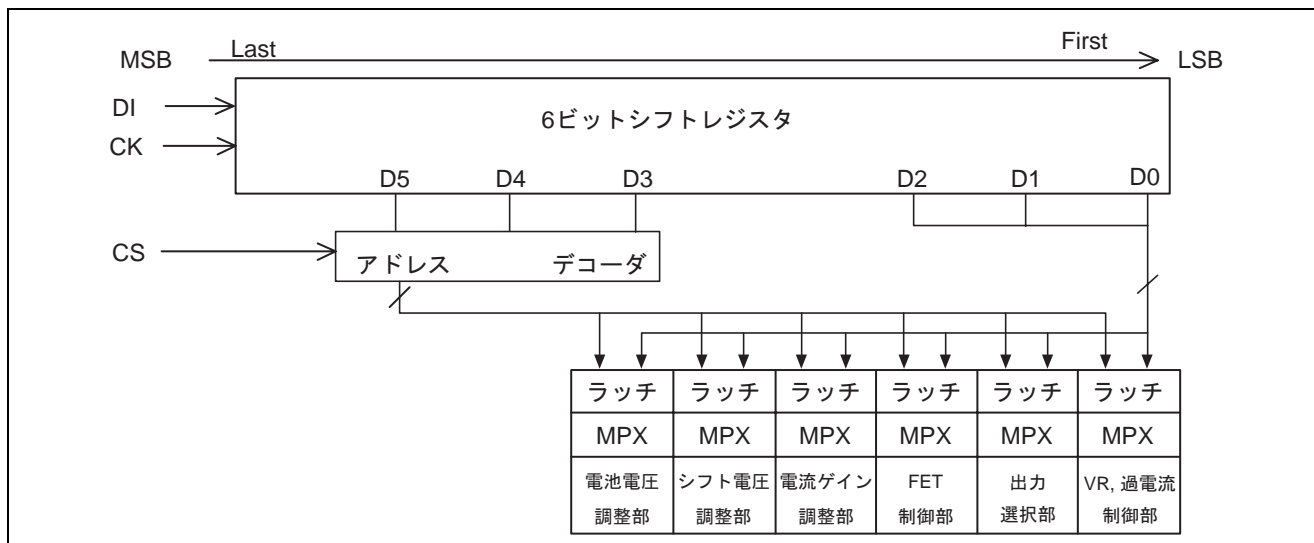 MSB Last First LSB
DI
6ビットシフトレジスタ
CK
D5 D4 D3 D2 D1 D0
CS
アドレス デコーダ
ラッチ ラッチ ラッチ ラッチ ラッチ ラッチ
MPX MPX MPX MPX MPX MPX
電池電圧 シフト電圧 電流ゲイン FET 出力 VR, 過電流
調整部 調整部 調整部 制御部 選択部 制御部